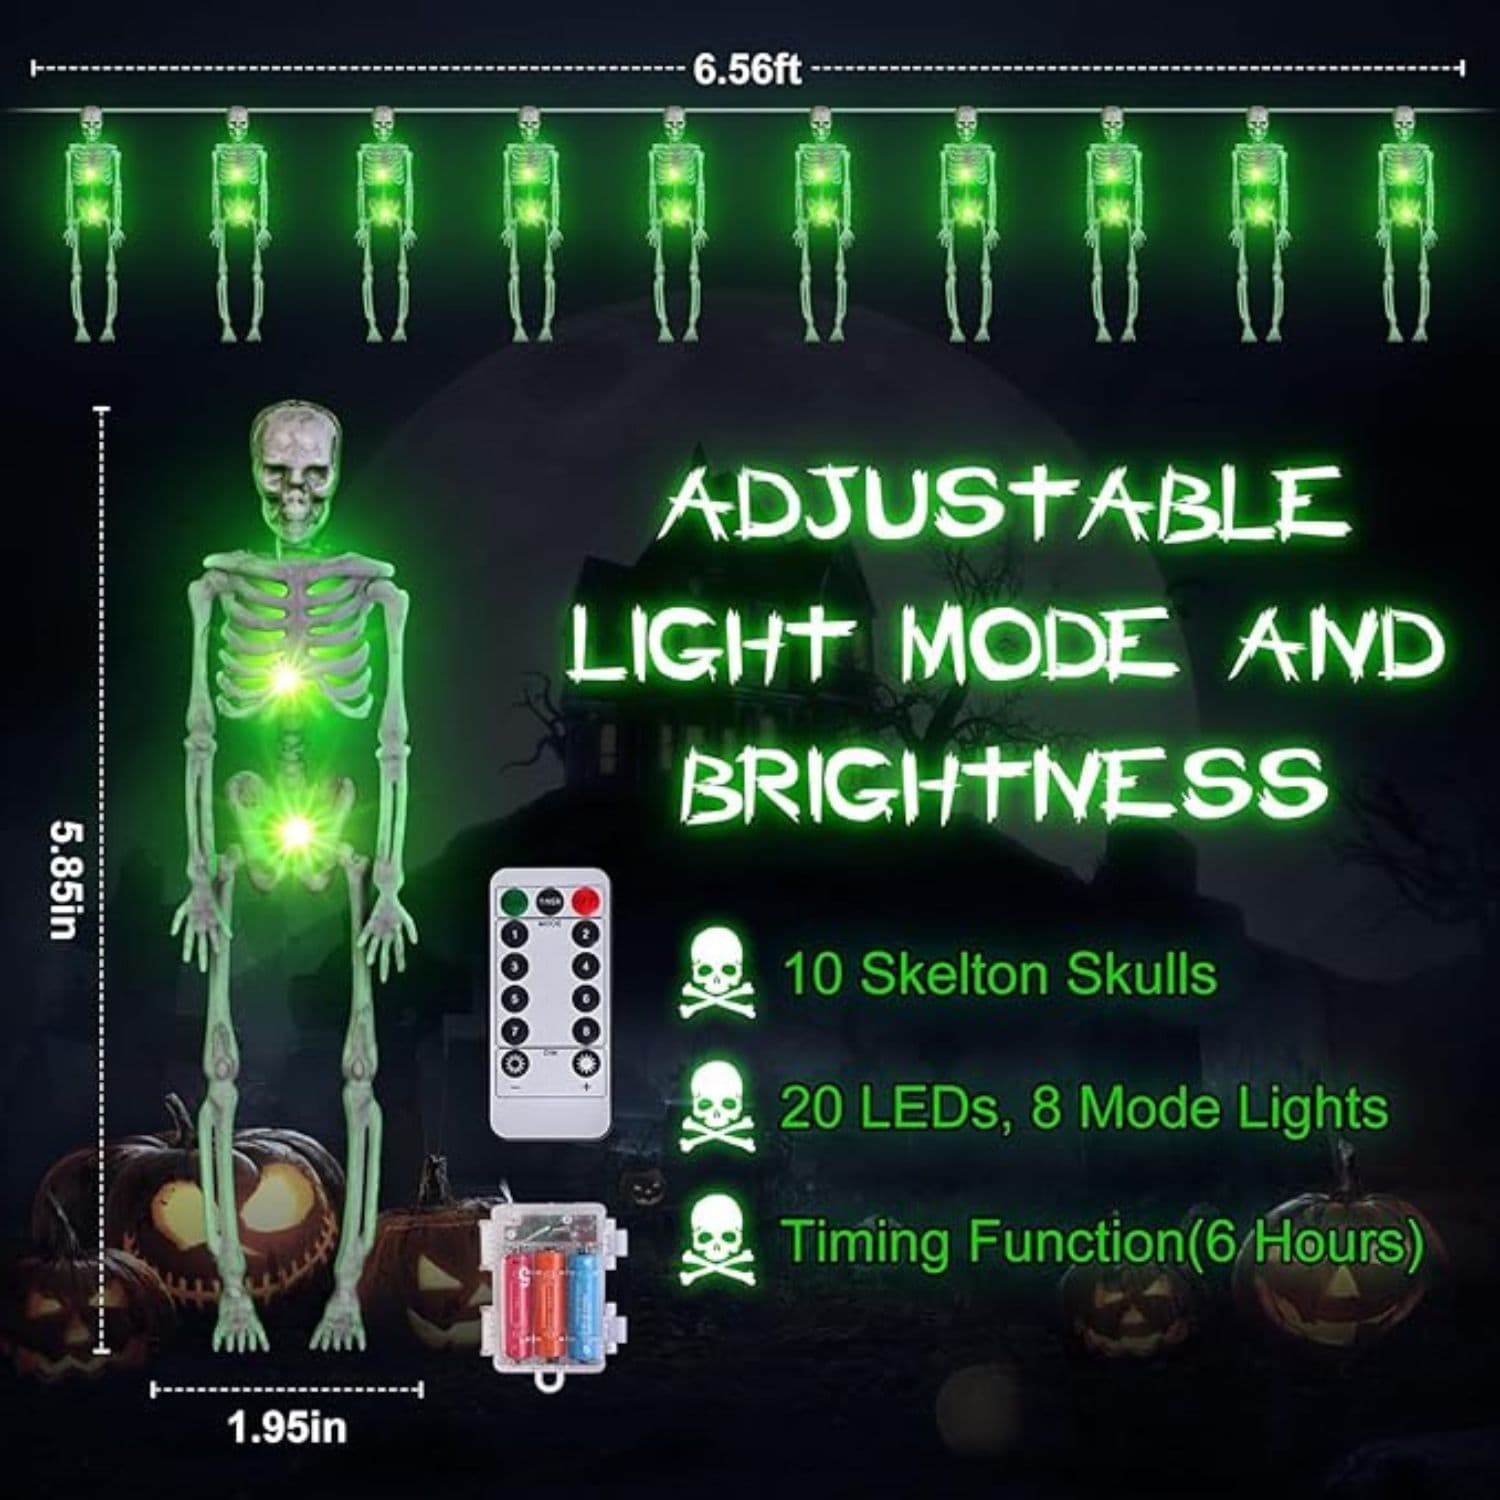 6.56ft
ADJUSTABLE
LIGHT MODE AND
BRIGHTNESS
5.85in
TIMER
MODE
1 2
3 4
5 6
7 8
DIM
- +
10 Skelton Skulls
20 LEDs, 8 Mode Lights
Timing Function(6 Hours)
1.95in